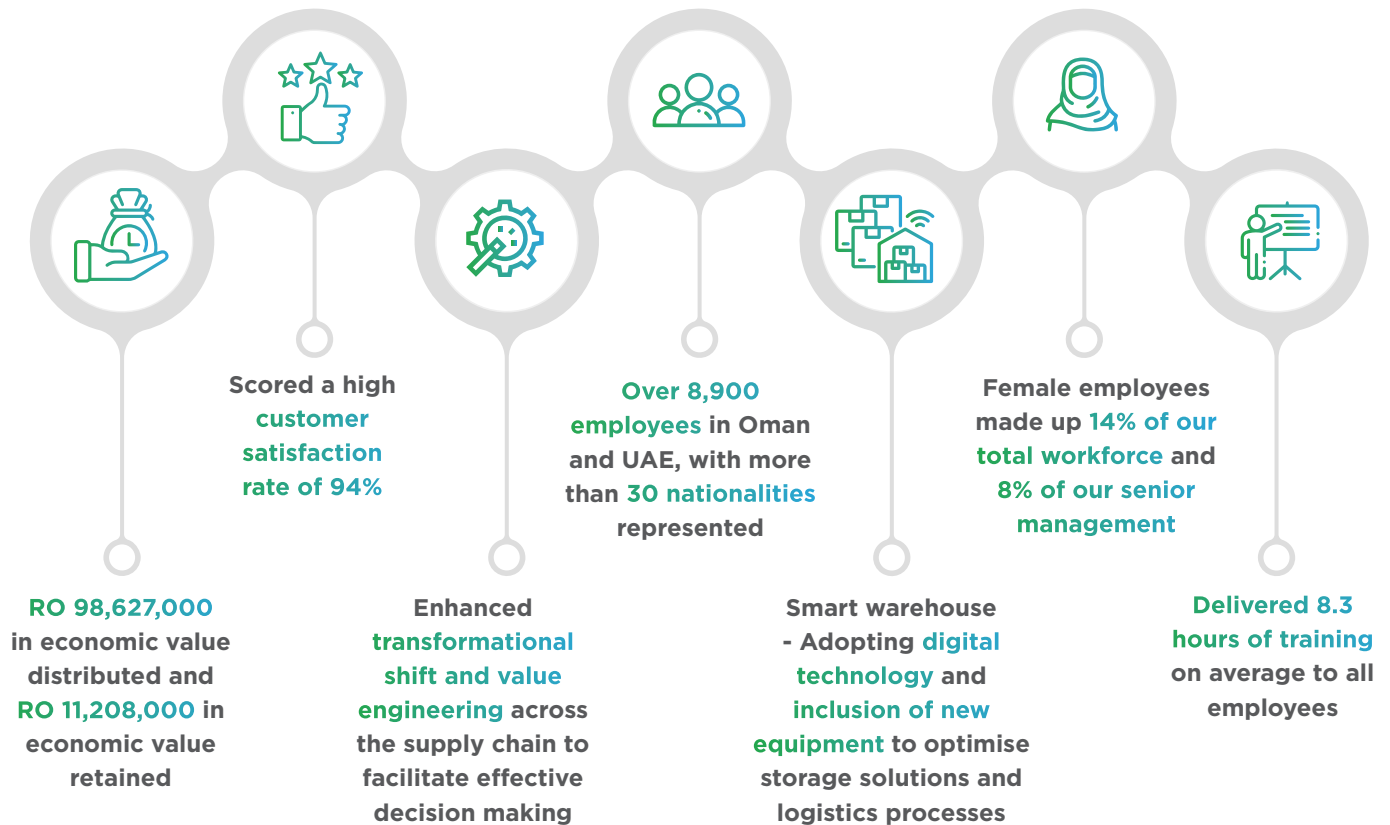 RO 98,627,000
in economic value
distributed and
RO 11,208,000 in
economic value
retained
Scored a high
customer
satisfaction
rate of 94%
Enhanced
transformational
shift and value
engineering across
the supply chain to
facilitate effective
decision making
Over 8,900
employees in Oman
and UAE, with more
than 30 nationalities
represented
Smart warehouse
- Adopting digital
technology and
inclusion of new
equipment to optimise
storage solutions and
logistics processes
Female employees
made up 14% of our
total workforce and
8% of our senior
management
Delivered 8.3
hours of training
on average to all
employees